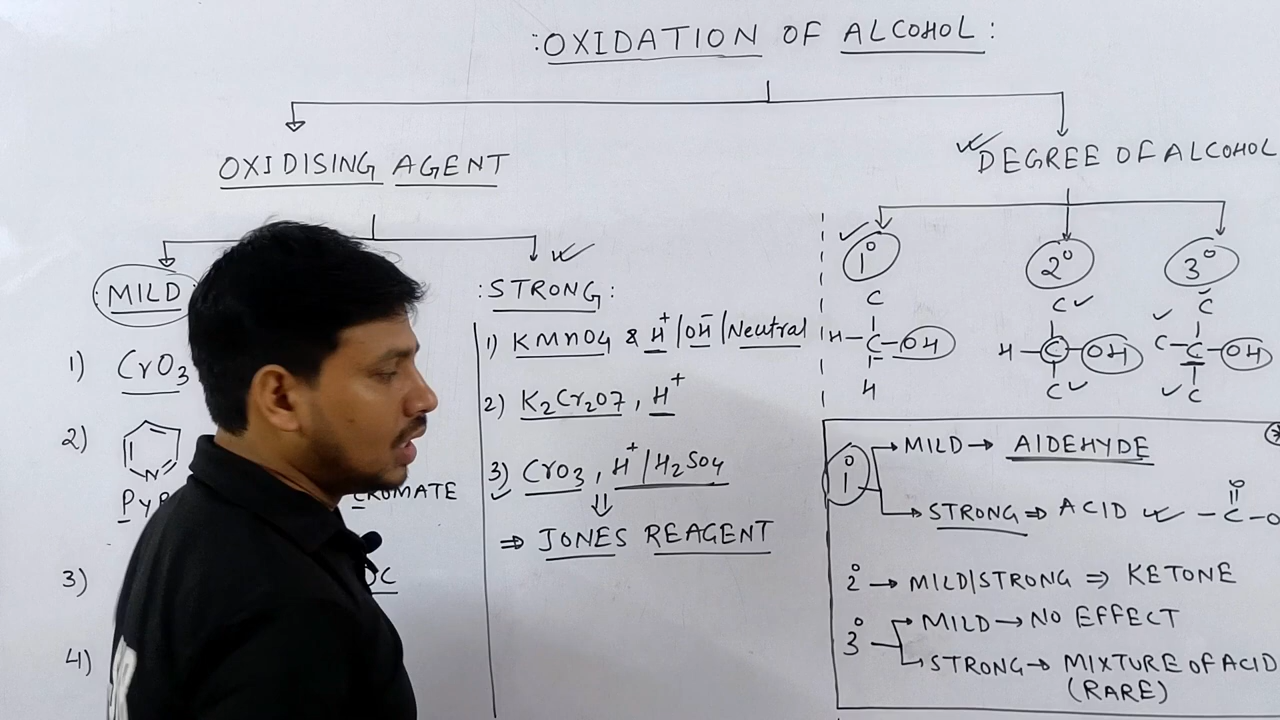 :OXIDATION OF ALCOHOL:
OXIDISING AGENT
MILD
1) CrO3
2)
N
3)
4)
:STRONG:
1) KMnO4 & H+/OH-/Neutral
2) K2Cr2O7, H+
3) CrO3, H+/H2SO4
⇓
⇒ JONES REAGENT
DEGREE OF ALCOHOL
1° 2° 3°
C
H-C-OH
H
C
H-C-OH
C
C
C-C-OH
C
1° MILD → AlDEHYDE
STRONG ⇒ ACID
O
-C-O
2° → MILD/STRONG ⇒ KETONE
3° MILD → NO EFFECT
STRONG → MIXTURE OF ACID
(RARE)